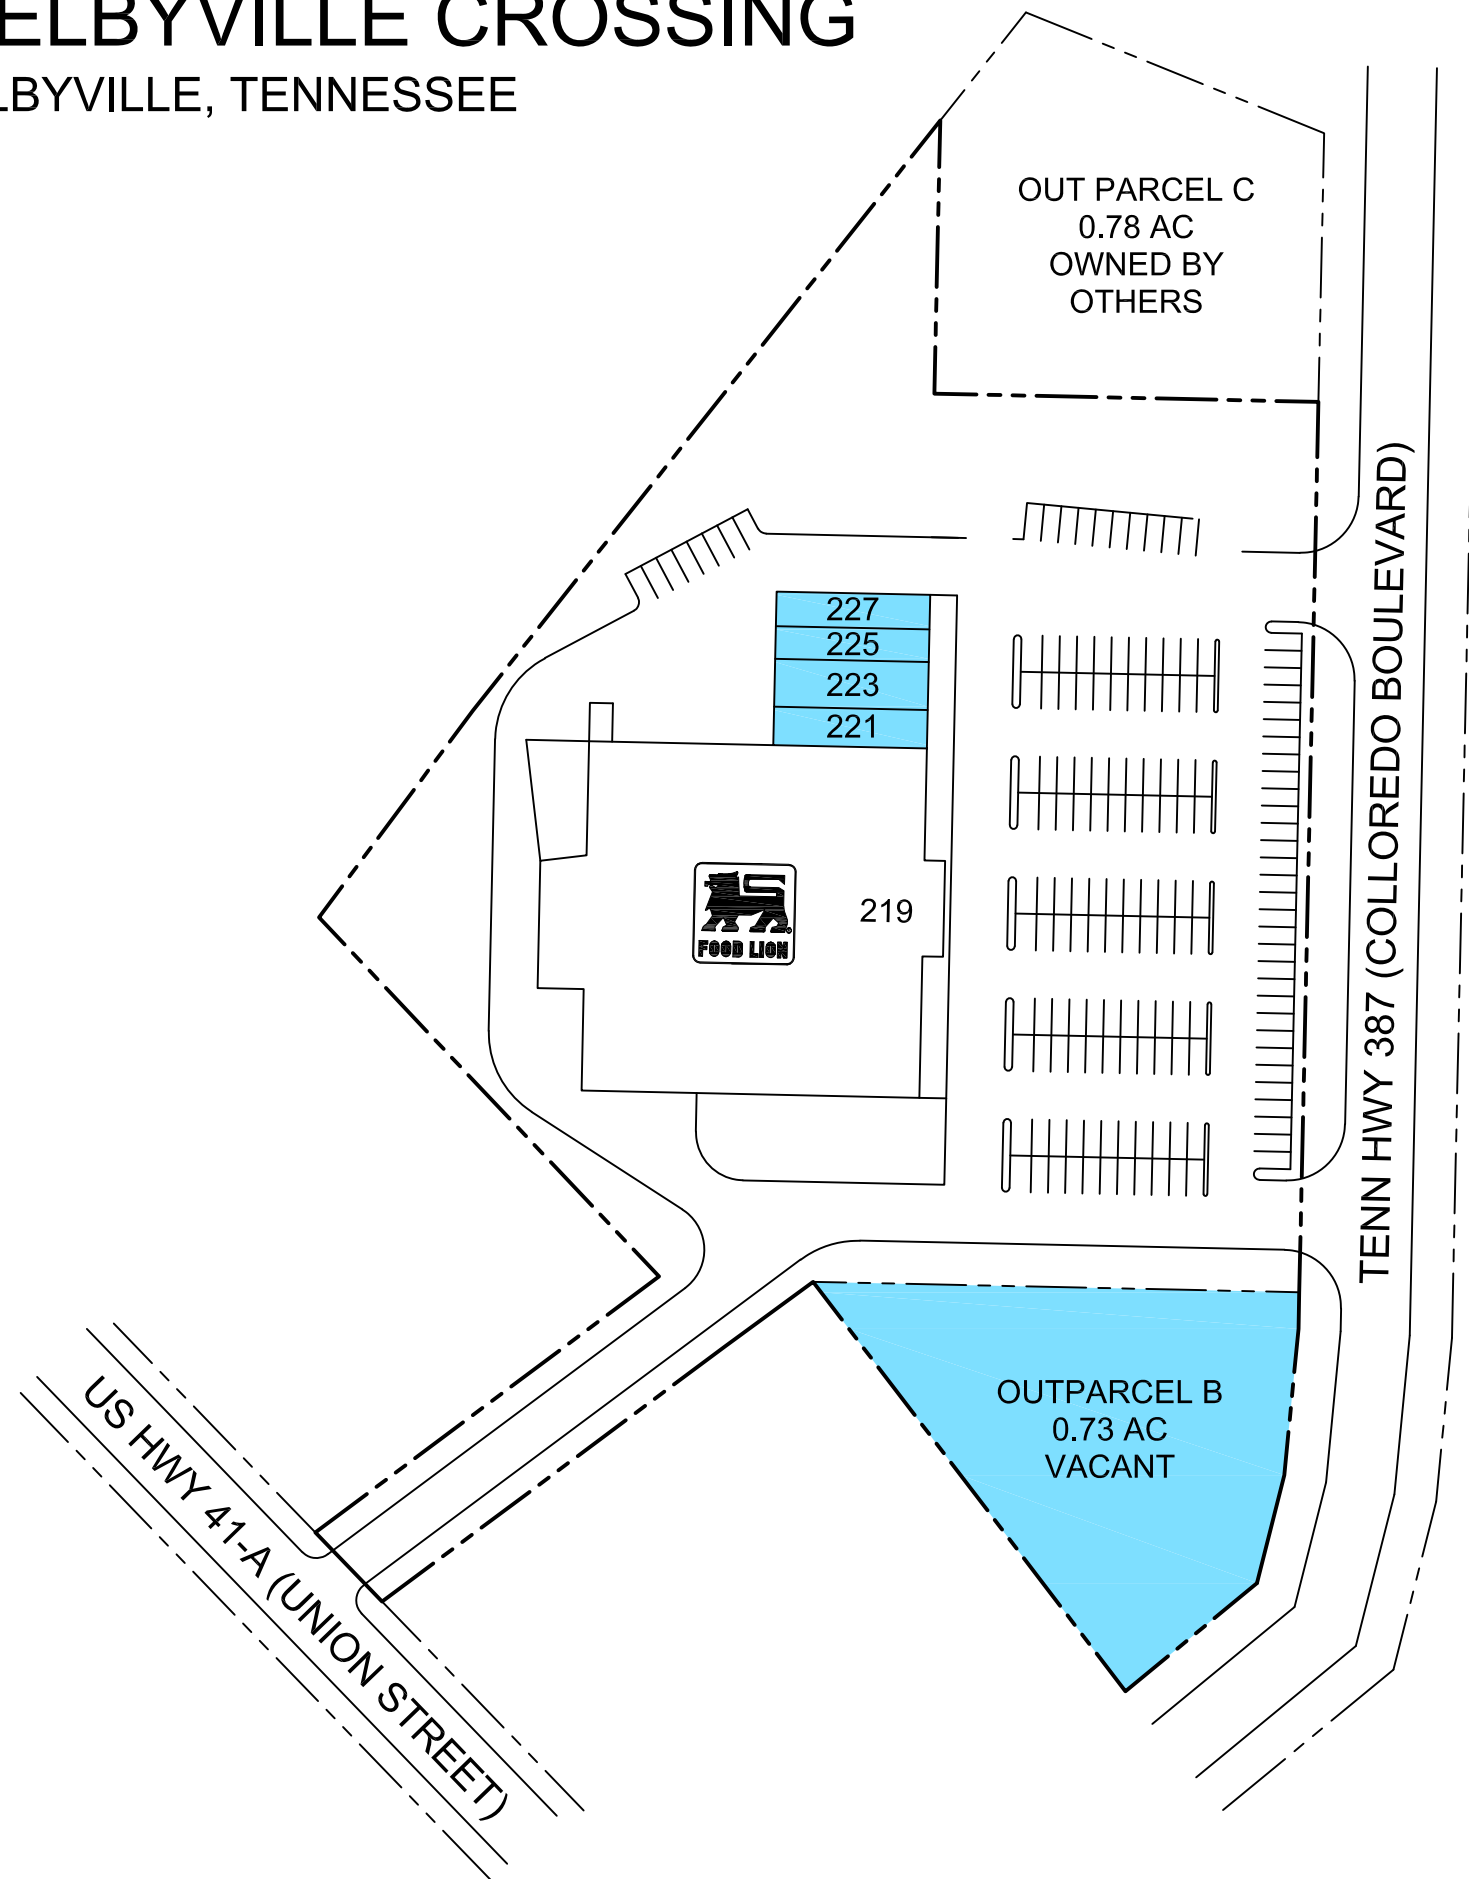 ELBYVILLE CROSSING
LBYVILLE, TENNESSEE
OUT PARCEL C
0.78 AC
OWNED BY
OTHERS
227
225
223
221
219
FOOD LION
TENN HWY 387 (COLLOREDO BOULEVARD)
OUTPARCEL B
0.73 AC
VACANT
US HWY 41-A (UNION STREET)